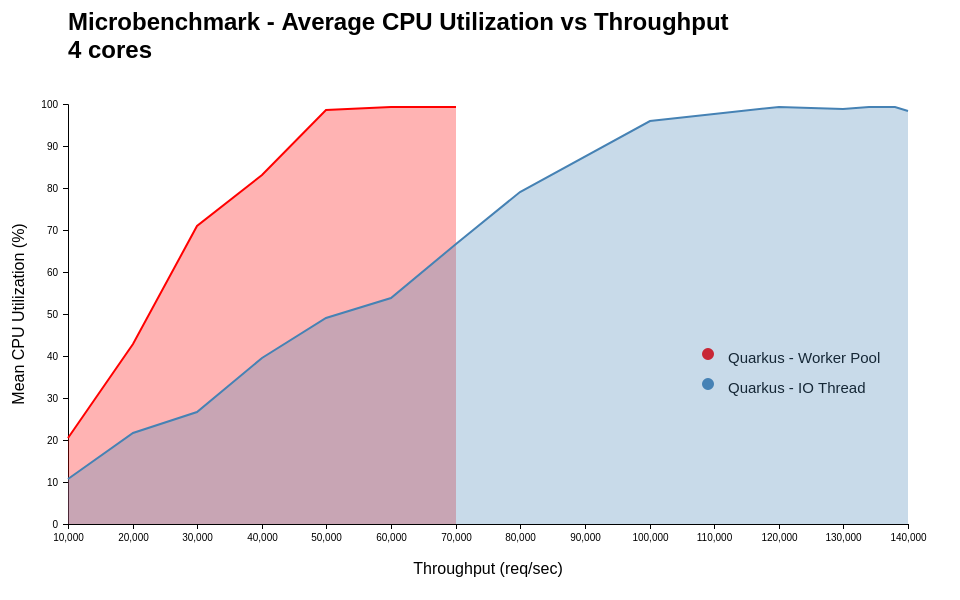 Microbenchmark - Average CPU Utilization vs Throughput
4 cores
100
90
80
70
60
50
40
30
20
10
0
Mean CPU Utilization (%)
Quarkus - Worker Pool
Quarkus - IO Thread
10,000 20,000 30,000 40,000 50,000 60,000 70,000 80,000 90,000 100,000 110,000 120,000 130,000 140,000
Throughput (req/sec)